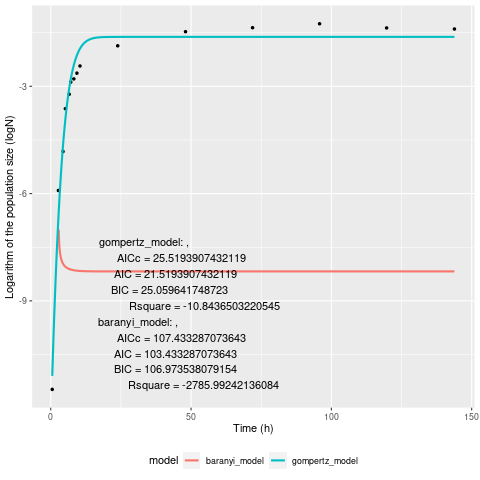 Logarithm of the population size (logN)
-3
-6
-9
gompertz_model: ,
AICc = 25.5193907432119
AIC = 21.5193907432119
BIC = 25.059641748723
Rsquare = -10.8436503220545
baranyi_model: ,
AICc = 107.433287073643
AIC = 103.433287073643
BIC = 106.973538079154
Rsquare = -2785.99242136084
0 50 100 150
Time (h)
model baranyi_model gompertz_model